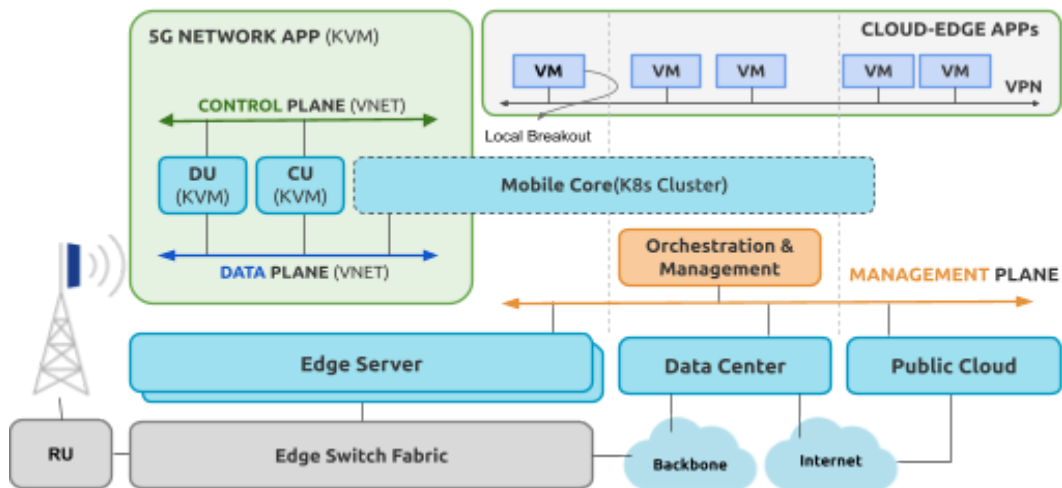 5G NETWORK APP (KVM)
CLOUD-EDGE APPs
VM
VM
VM
VM
VM
VPN
CONTROL PLANE (VNET)
Local Breakout
DU
(KVM)
CU
(KVM)
Mobile Core(K8s Cluster)
Orchestration &
Management
DATA PLANE (VNET)
MANAGEMENT PLANE
Edge Server
Data Center
Public Cloud
RU
Edge Switch Fabric
Backbone
Internet